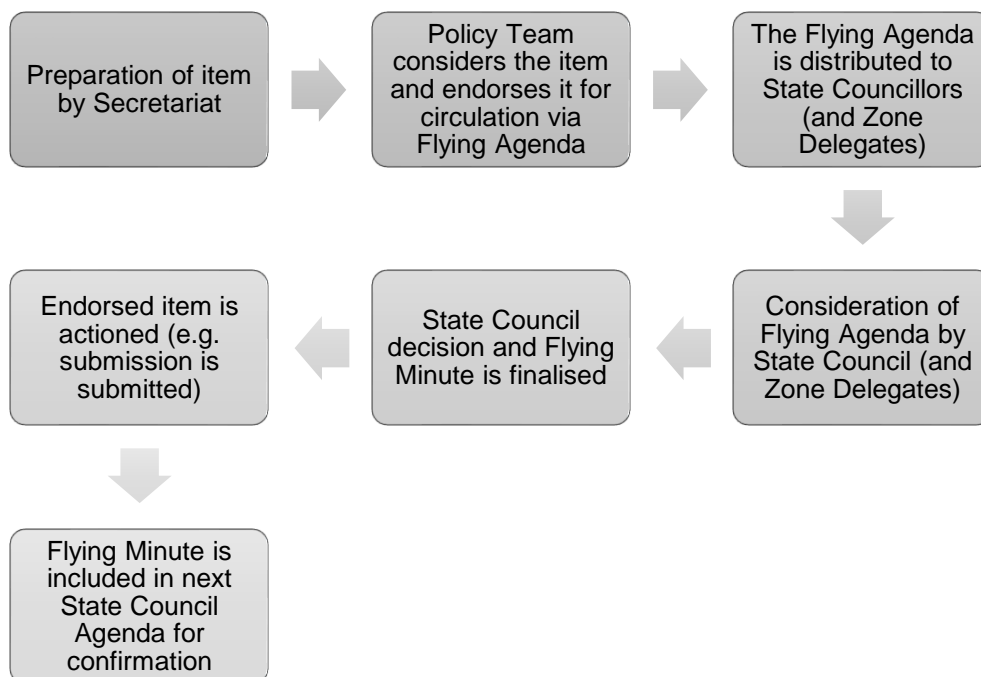 Preparation of item
by Secretariat
Policy Team
considers the item
and endorses it for
circulation via
Flying Agenda
The Flying Agenda
is distributed to
State Councillors
(and Zone
Delegates)
Consideration of
Flying Agenda by
State Council (and
Zone Delegates)
State Council
decision and Flying
Minute is finalised
Endorsed item is
actioned (e.g.
submission is
submitted)
Flying Minute is
included in next
State Council
Agenda for
confirmation